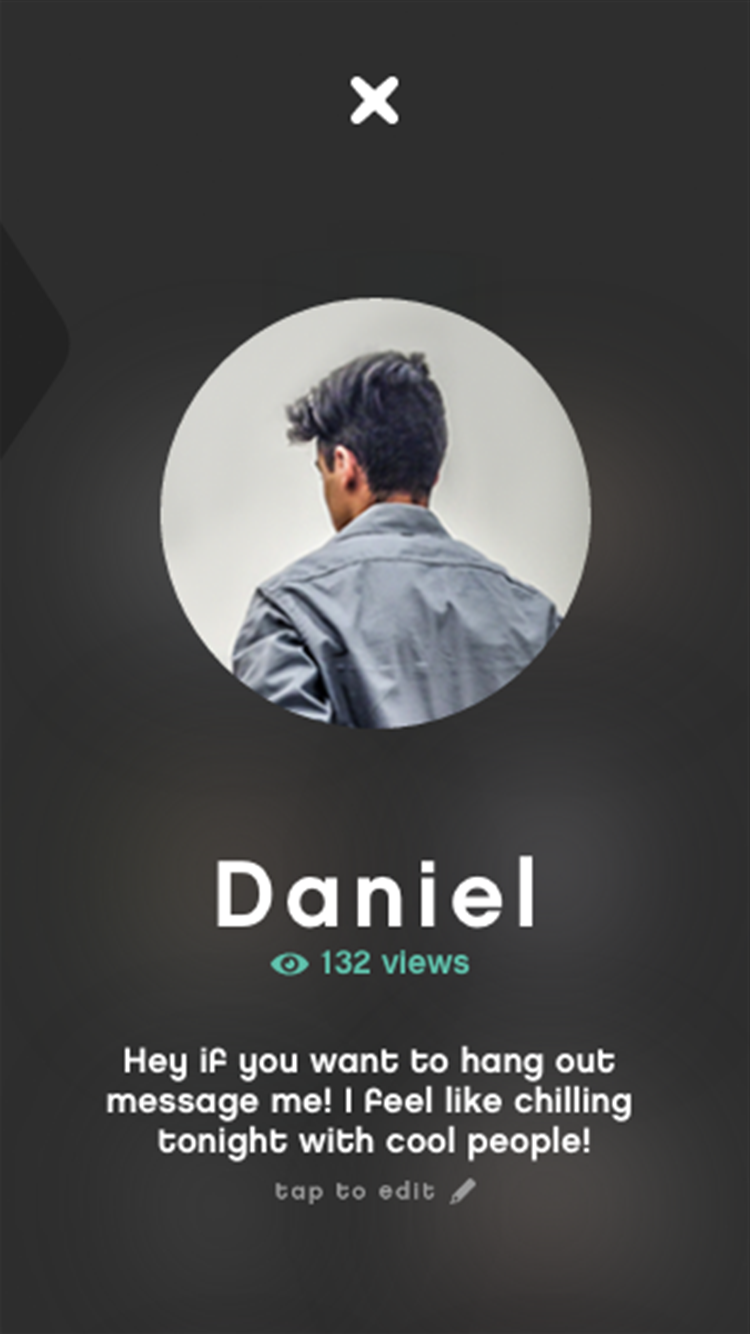 Daniel
132 views
Hey if you want to hang out
message me! I feel like chilling
tonight with cool people!
tap to edit